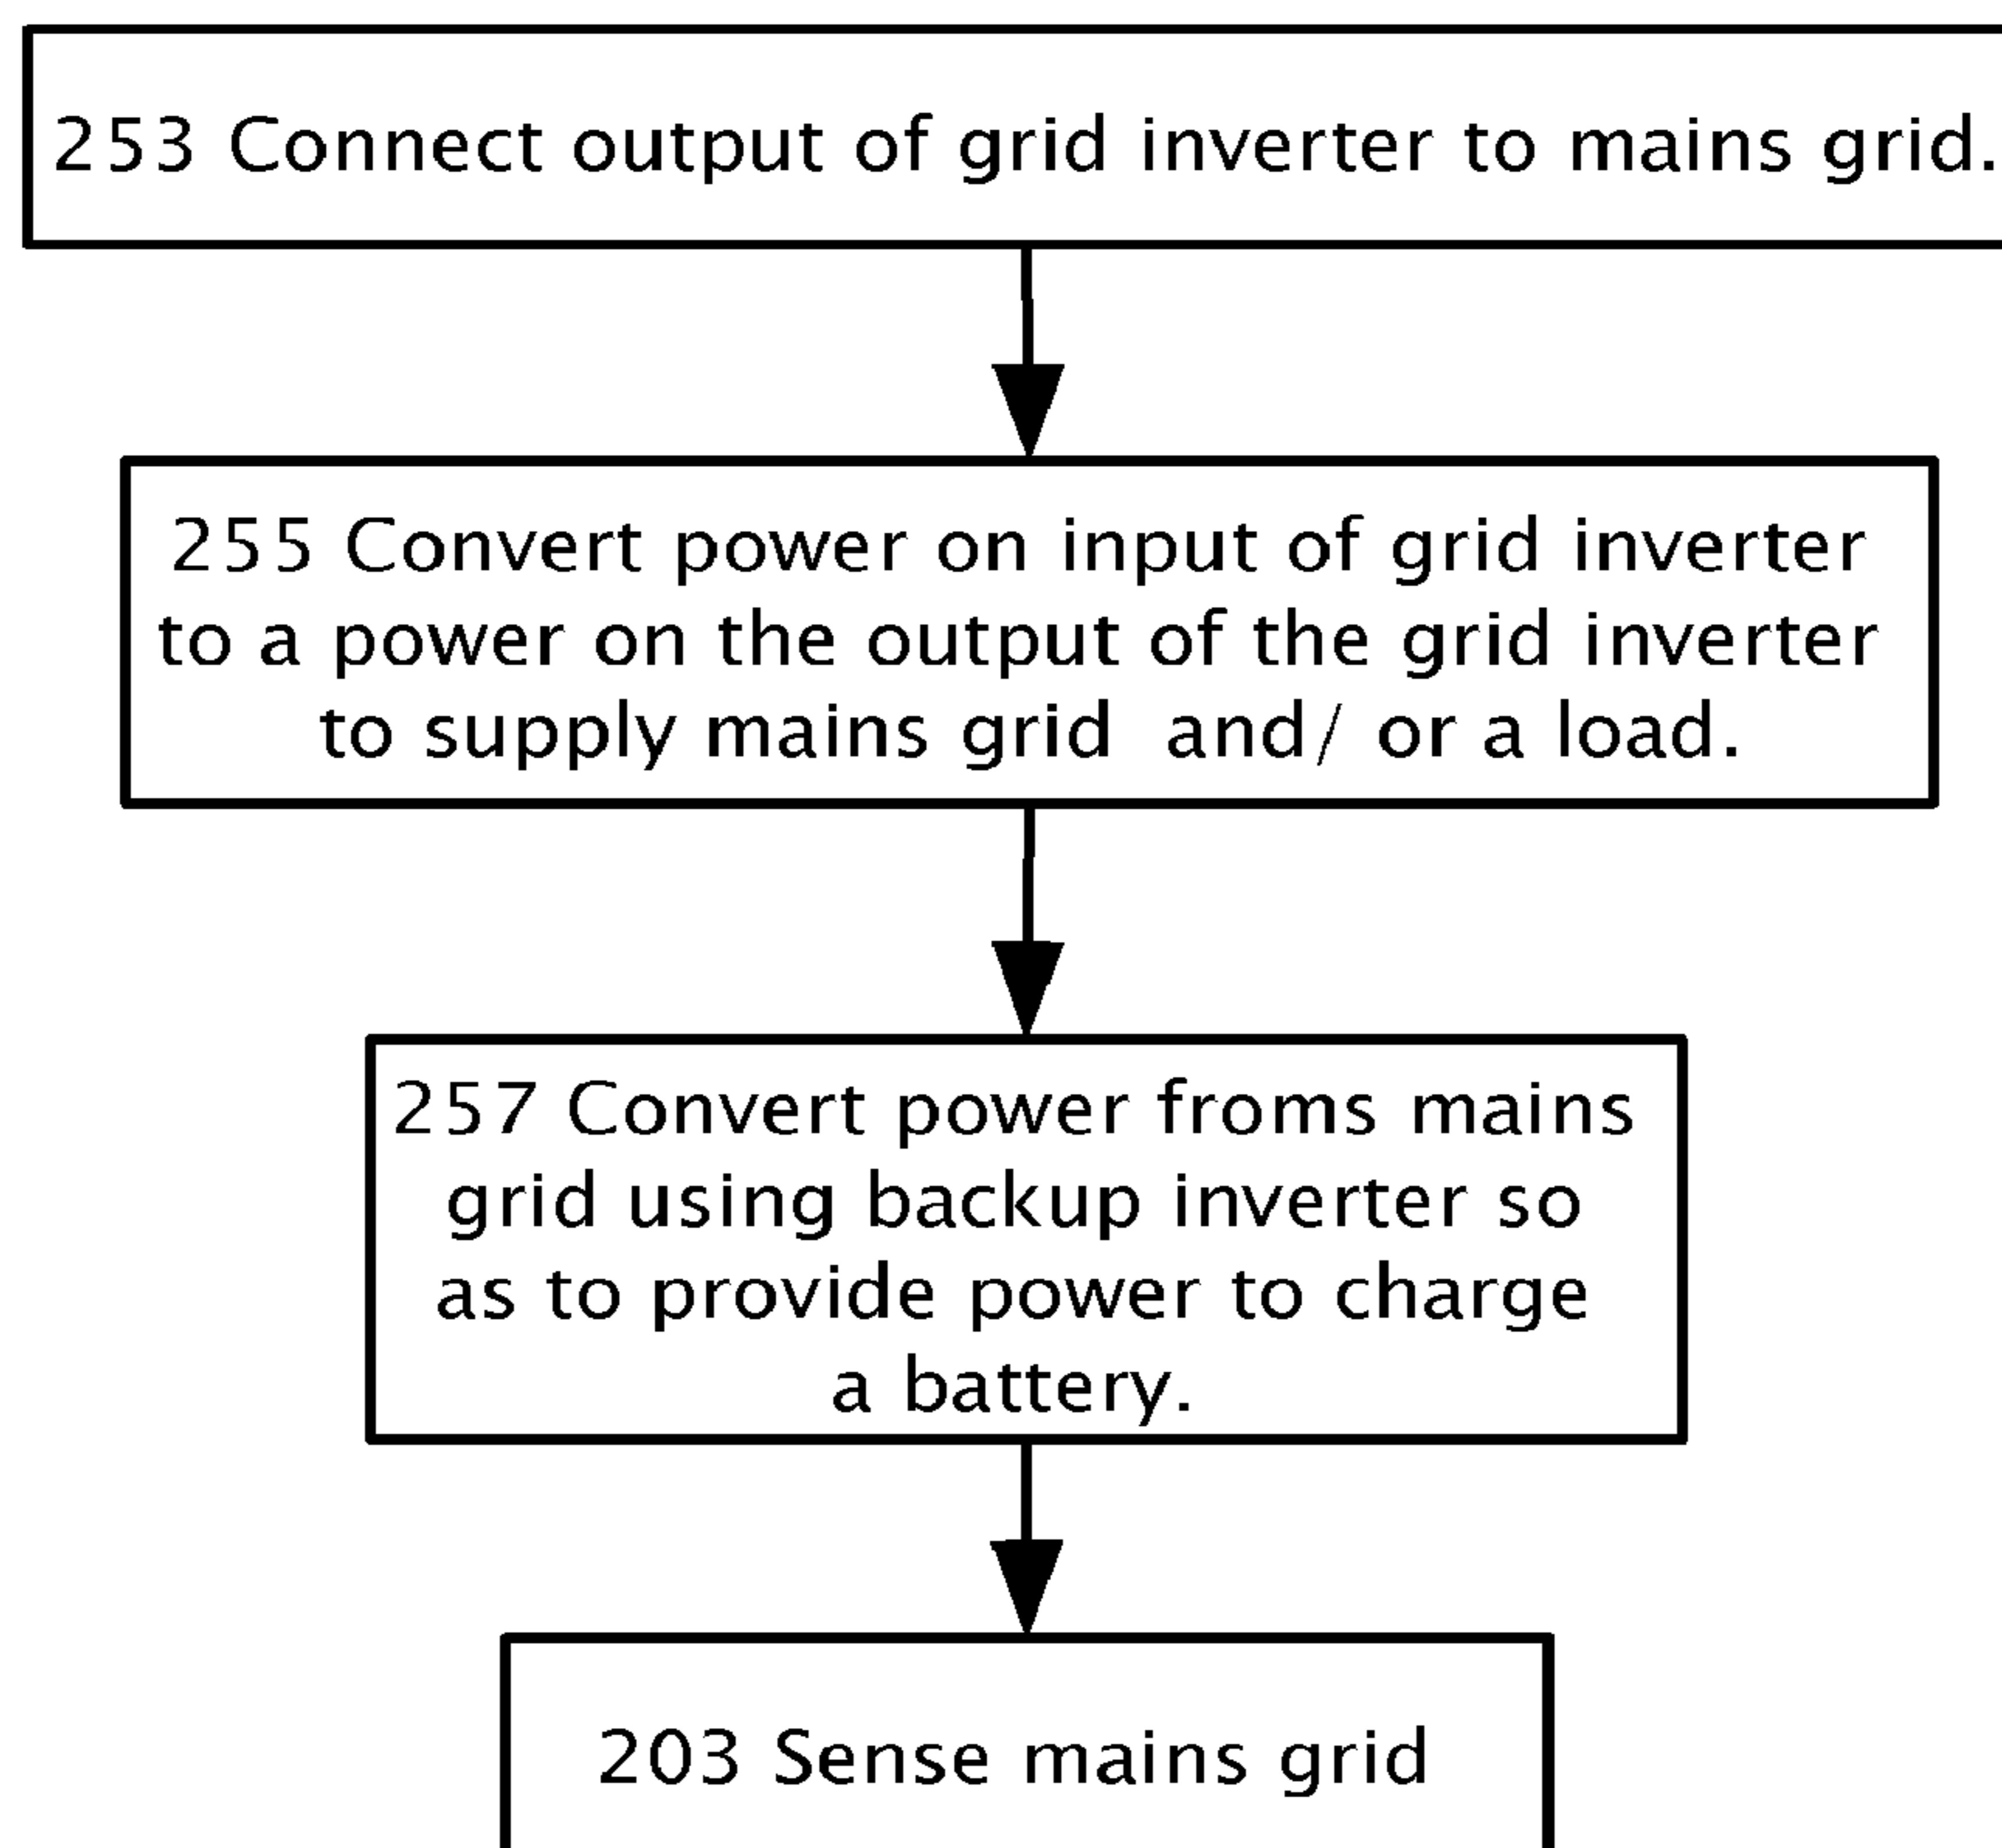 253 Connect output of grid inverter to mains grid.
255 Convert power on input of grid inverter
to a power on the output of the grid inverter
to supply mains grid  and/ or a load.
257 Convert power froms mains
grid using backup inverter so
as to provide power to charge
a battery.
203 Sense mains grid